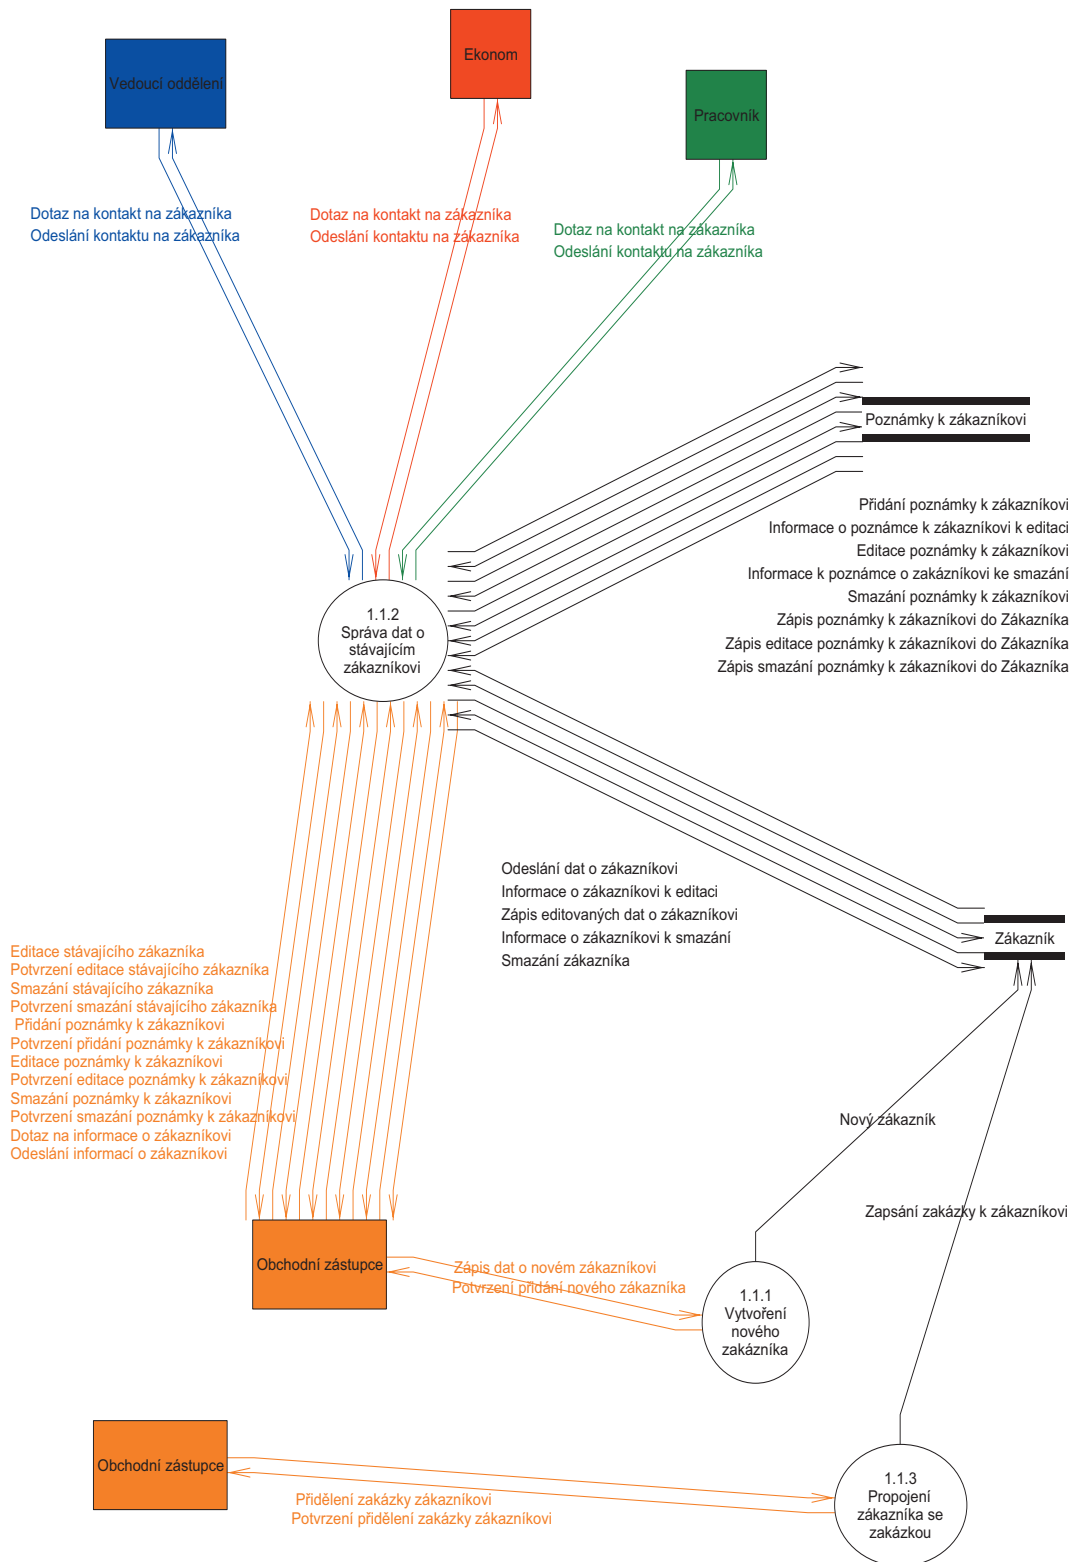 Vedoucí oddělení
Ekonom
Pracovník
Dotaz na kontakt na zákazníka
Odeslání kontaktu na zákazníka
Dotaz na kontakt na zákazníka
Odeslání kontaktu na zákazníka
Dotaz na kontakt na zákazníka
Odeslání kontaktu na zákazníka
Poznámky k zákazníkovi
Přidání poznámky k zákazníkovi
Informace o poznámce k zákazníkovi k editaci
Editace poznámky k zákazníkovi
Informace k poznámce o zakázníkovi ke smazání
Smazání poznámky k zákazníkovi
Zápis poznámky k zákazníkovi do Zákazníka
Zápis editace poznámky k zákazníkovi do Zákazníka
Zápis smazání poznámky k zákazníkovi do Zákazníka
1.1.2
Správa dat o
stávajícím
zákazníkovi
Odeslání dat o zákazníkovi
Informace o zákazníkovi k editaci
Zápis editovaných dat o zákazníkovi
Informace o zákazníkovi k smazání
Smazání zákazníka
Zákazník
Editace stávajícího zákazníka
Potvrzení editace stávajícího zákazníka
Smazání stávajícího zákazníka
Potvrzení smazání stávajícího zákazníka
Přidání poznámky k zákazníkovi
Potvrzení přidání poznámky k zákazníkovi
Editace poznámky k zákazníkovi
Potvrzení editace poznámky k zákazníkovi
Smazání poznámky k zákazníkovi
Potvrzení smazání poznámky k zákazníkovi
Dotaz na informace o zákazníkovi
Odeslání informací o zákazníkovi
Nový zákazník
Zapsání zakázky k zákazníkovi
Obchodní zástupce
Zápis dat o novém zákazníkovi
Potvrzení přidání nového zákazníka
1.1.1
Vytvoření
nového
zakázníka
Obchodní zástupce
Přidělení zakázky zákazníkovi
Potvrzení přidělení zakázky zákazníkovi
1.1.3
Propojení
zákazníka se
zakázkou